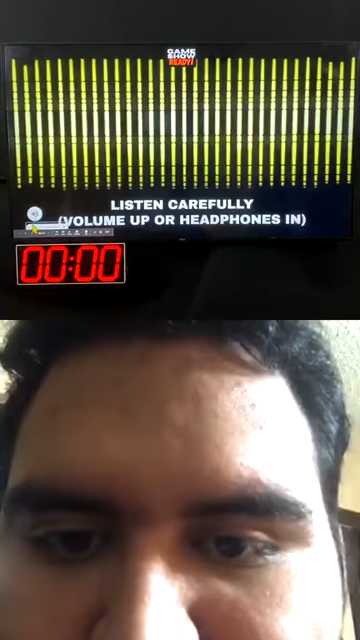 GAME
SHOW
READY!
LISTEN CAREFULLY
(VOLUME UP OR HEADPHONES IN)
00:00